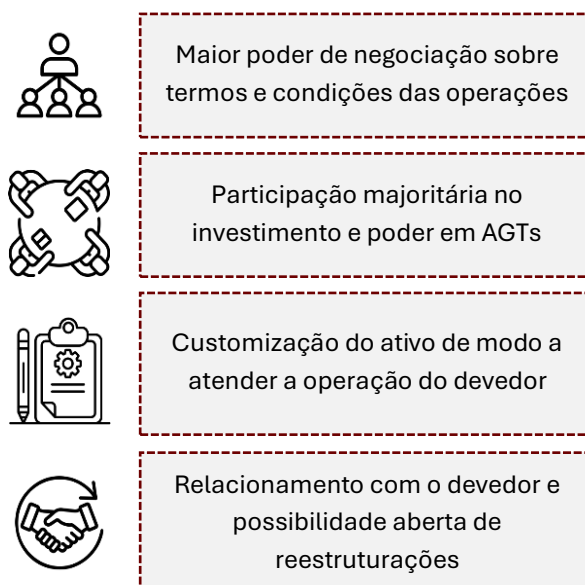 Maior poder de negociação sobre
termos e condições das operações
Participação majoritária no
investimento e poder em AGTs
Customização do ativo de modo a
atender a operação do devedor
Relacionamento com o devedor e
possibilidade aberta de
reestruturações